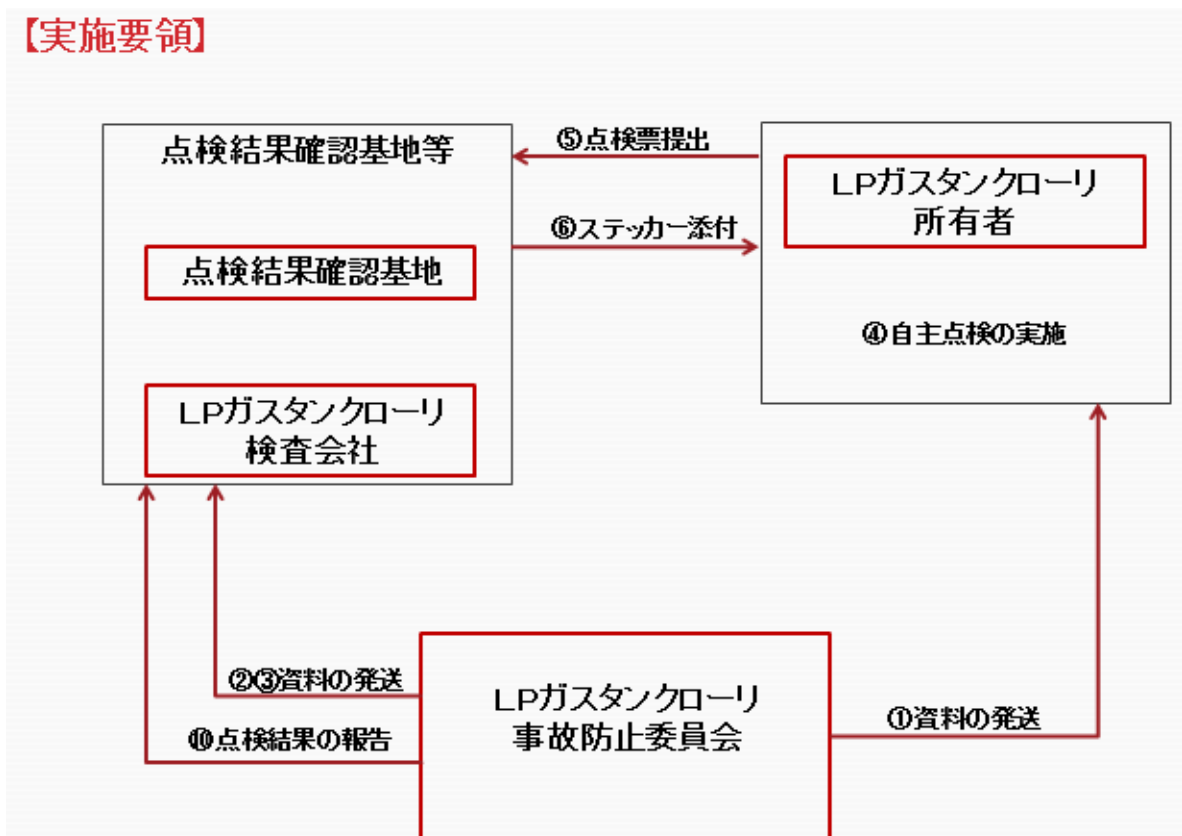 【実施要領】
点検結果確認基地等
⑤点検票提出
LPガスタンクローリ
所有者
⑥ステッカー添付
点検結果確認基地
④自主点検の実施
LPガスタンクローリ
検査会社
②③資料の発送
LPガスタンクローリ
事故防止委員会
①資料の発送
⑩点検結果の報告